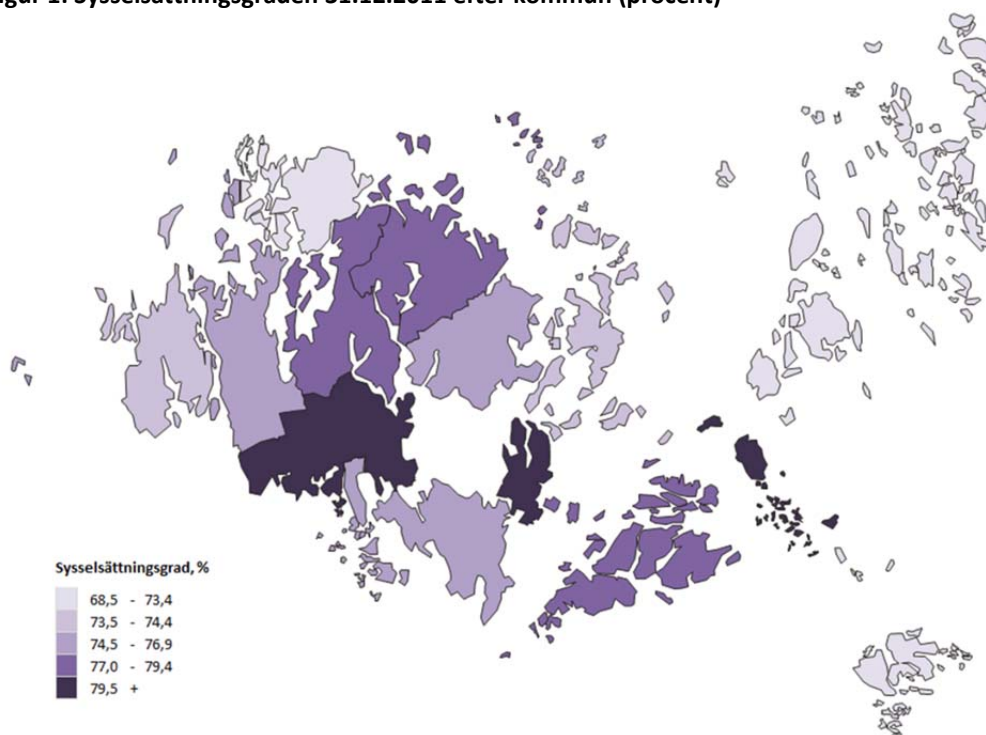 Sysselsättningsgraden 31.12.2011 efter kommun (procent)
Sysselsättningsgrad, %
68,5 - 73,4
73,5 - 74,4
74,5 - 76,9
77,0 - 79,4
79,5 +